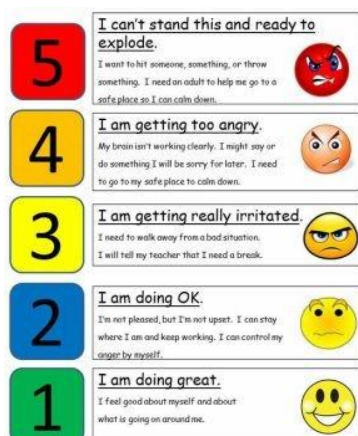 5
I can't stand this and ready to
explode.
I want to hit someone, something, or throw
something. I need an adult to help me go to a
safe place so I can calm down.
4
I am getting too angry.
My brain isn't working clearly. I might say or
do something I will be sorry for later. I need
to go to my safe place to calm down.
3
I am getting really irritated.
I need to walk away from a bad situation.
I will tell my teacher that I need a break.
2
I am doing OK.
I'm not pleased, but I'm not upset. I can stay
where I am and keep working. I can control my
anger by myself.
1
I am doing great.
I feel good about myself and about
what is going on around me.